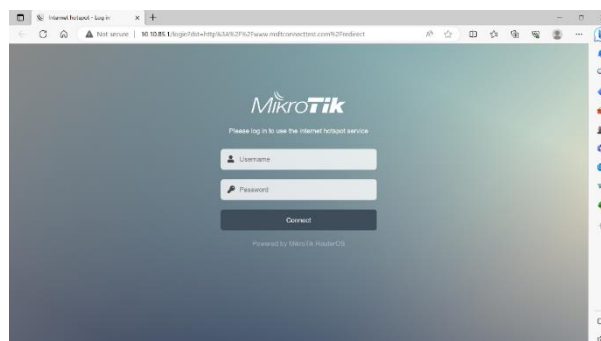 Internet hotspot - Log in
Not secure | 10.10.85.1/login?dst=http%3A%2F%2Fwww.msftconnecttest.com%2Fredirect
MikroTik
Please log in to use the internet hotspot service
Username
Password
Connect
Powered by MikroTik RouterOS